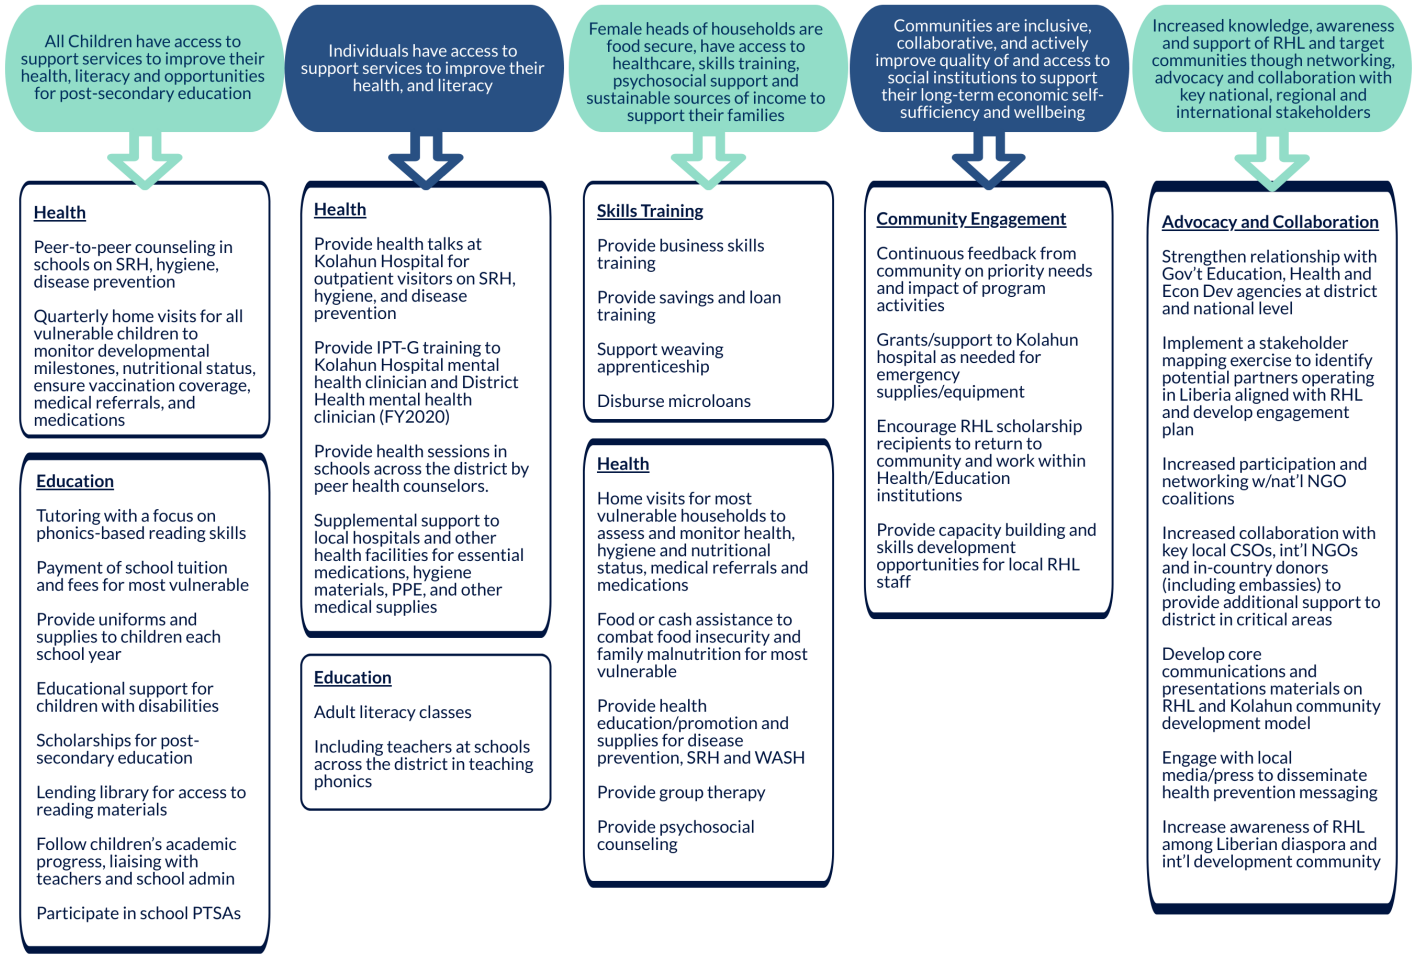 All Children have access to
support services to improve their
health, literacy and opportunities
for post-secondary education
Health
Peer-to-peer counseling in
schools on SRH, hygiene,
disease prevention
Quarterly home visits for all
vulnerable children to
monitor developmental
milestones, nutritional status,
ensure vaccination coverage,
medical referrals, and
medications
Education
Tutoring with a focus on
phonics-based reading skills
Payment of school tuition
and fees for most vulnerable
Provide uniforms and
supplies to children each
school year
Educational support for
children with disabilities
Scholarships for post-
secondary education
Lending library for access to
reading materials
Follow children's academic
progress, liaising with
teachers and school admin
Participate in school PTSAs
Individuals have access to
support services to improve their
health, and literacy
Health
Provide health talks at
Kolahun Hospital for
outpatient visitors on SRH,
hygiene, and disease
prevention
Provide IPT-G training to
Kolahun Hospital mental
health clinician and District
Health mental health
clinician (FY2020)
Provide health sessions in
schools across the district by
peer health counselors.
Supplemental support to
local hospitals and other
health facilities for essential
medications, hygiene
materials, PPE, and other
medical supplies
Education
Adult literacy classes
Including teachers at schools
across the district in teaching
phonics
Female heads of households are
food secure, have access to
healthcare, skills training,
psychosocial support and
sustainable sources of income to
support their families
Skills Training
Provide business skills
training
Provide savings and loan
training
Support weaving
apprenticeship
Disburse microloans
Health
Home visits for most
vulnerable households to
assess and monitor health,
hygiene and nutritional
status, medical referrals and
medications
Food or cash assistance to
combat food insecurity and
family malnutrition for most
vulnerable
Provide health
education/promotion and
supplies for disease
prevention, SRH and WASH
Provide group therapy
Provide psychosocial
counseling
Communities are inclusive,
collaborative, and actively
improve quality of and access to
social institutions to support
their long-term economic self-
sufficiency and wellbeing
Community Engagement
Continuous feedback from
community on priority needs
and impact of program
activities
Grants/support to Kolahun
hospital as needed for
emergency
supplies/equipment
Encourage RHL scholarship
recipients to return to
community and work within
Health/Education
institutions
Provide capacity building and
skills development
opportunities for local RHL
staff
Increased knowledge, awareness
and support of RHL and target
communities though networking,
advocacy and collaboration with
key national, regional and
international stakeholders
Advocacy and Collaboration
Strengthen relationship with
Gov't Education, Health and
Econ Dev agencies at district
and national level
Implement a stakeholder
mapping exercise to identify
potential partners operating
in Liberia aligned with RHL
and develop engagement
plan
Increased participation and
networking w/nat'l NGO
coalitions
Increased collaboration with
key local CSOs, int'l NGOs
and in-country donors
(including embassies) to
provide additional support to
district in critical areas
Develop core
communications and
presentations materials on
RHL and Kolahun community
development model
Engage with local
media/press to disseminate
health prevention messaging
Increase awareness of RHL
among Liberian diaspora and
int'l development community